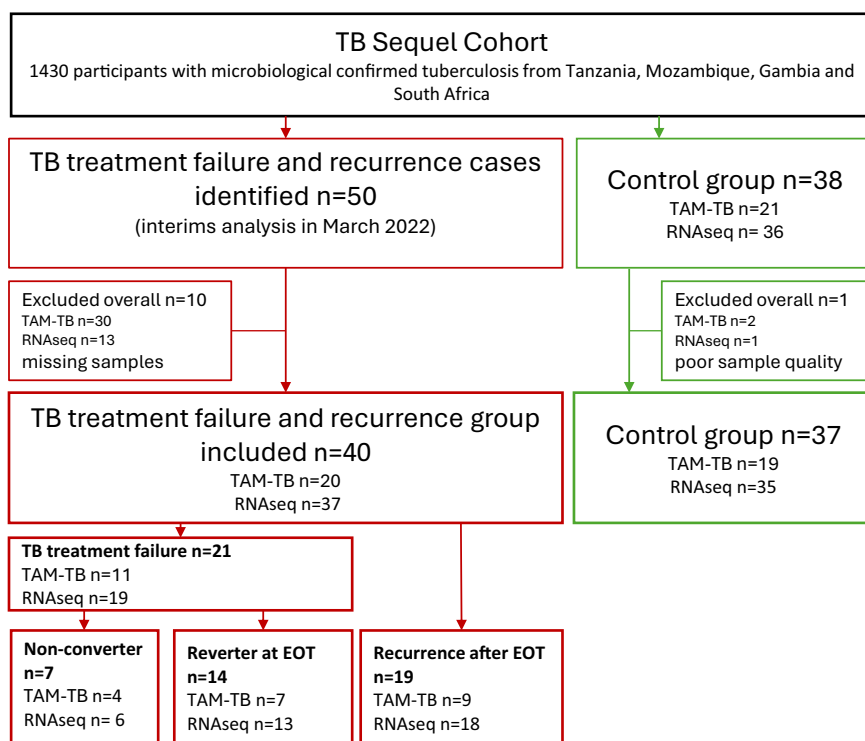 TB Sequel Cohort
1430 participants with microbiological confirmed tuberculosis from Tanzania, Mozambique, Gambia and
South Africa
TB treatment failure and recurrence cases
identified n=50
(interims analysis in March 2022)
Control group n=38
TAM-TB n=21
RNAseq n= 36
Excluded overall n=10
TAM-TB n=30
RNAseq n=13
missing samples
Excluded overall n=1
TAM-TB n=2
RNAseq n=1
poor sample quality
TB treatment failure and recurrence group
included n=40
TAM-TB n=20
RNAseq n=37
Control group n=37
TAM-TB n=19
RNAseq n=35
TB treatment failure n=21
TAM-TB n=11
RNAseq n=19
Non-converter
n=7
TAM-TB n=4
RNAseq n= 6
Reverter at EOT
n=14
TAM-TB n=7
RNAseq n=13
Recurrence after EOT
n=19
TAM-TB n=9
RNAseq n=18